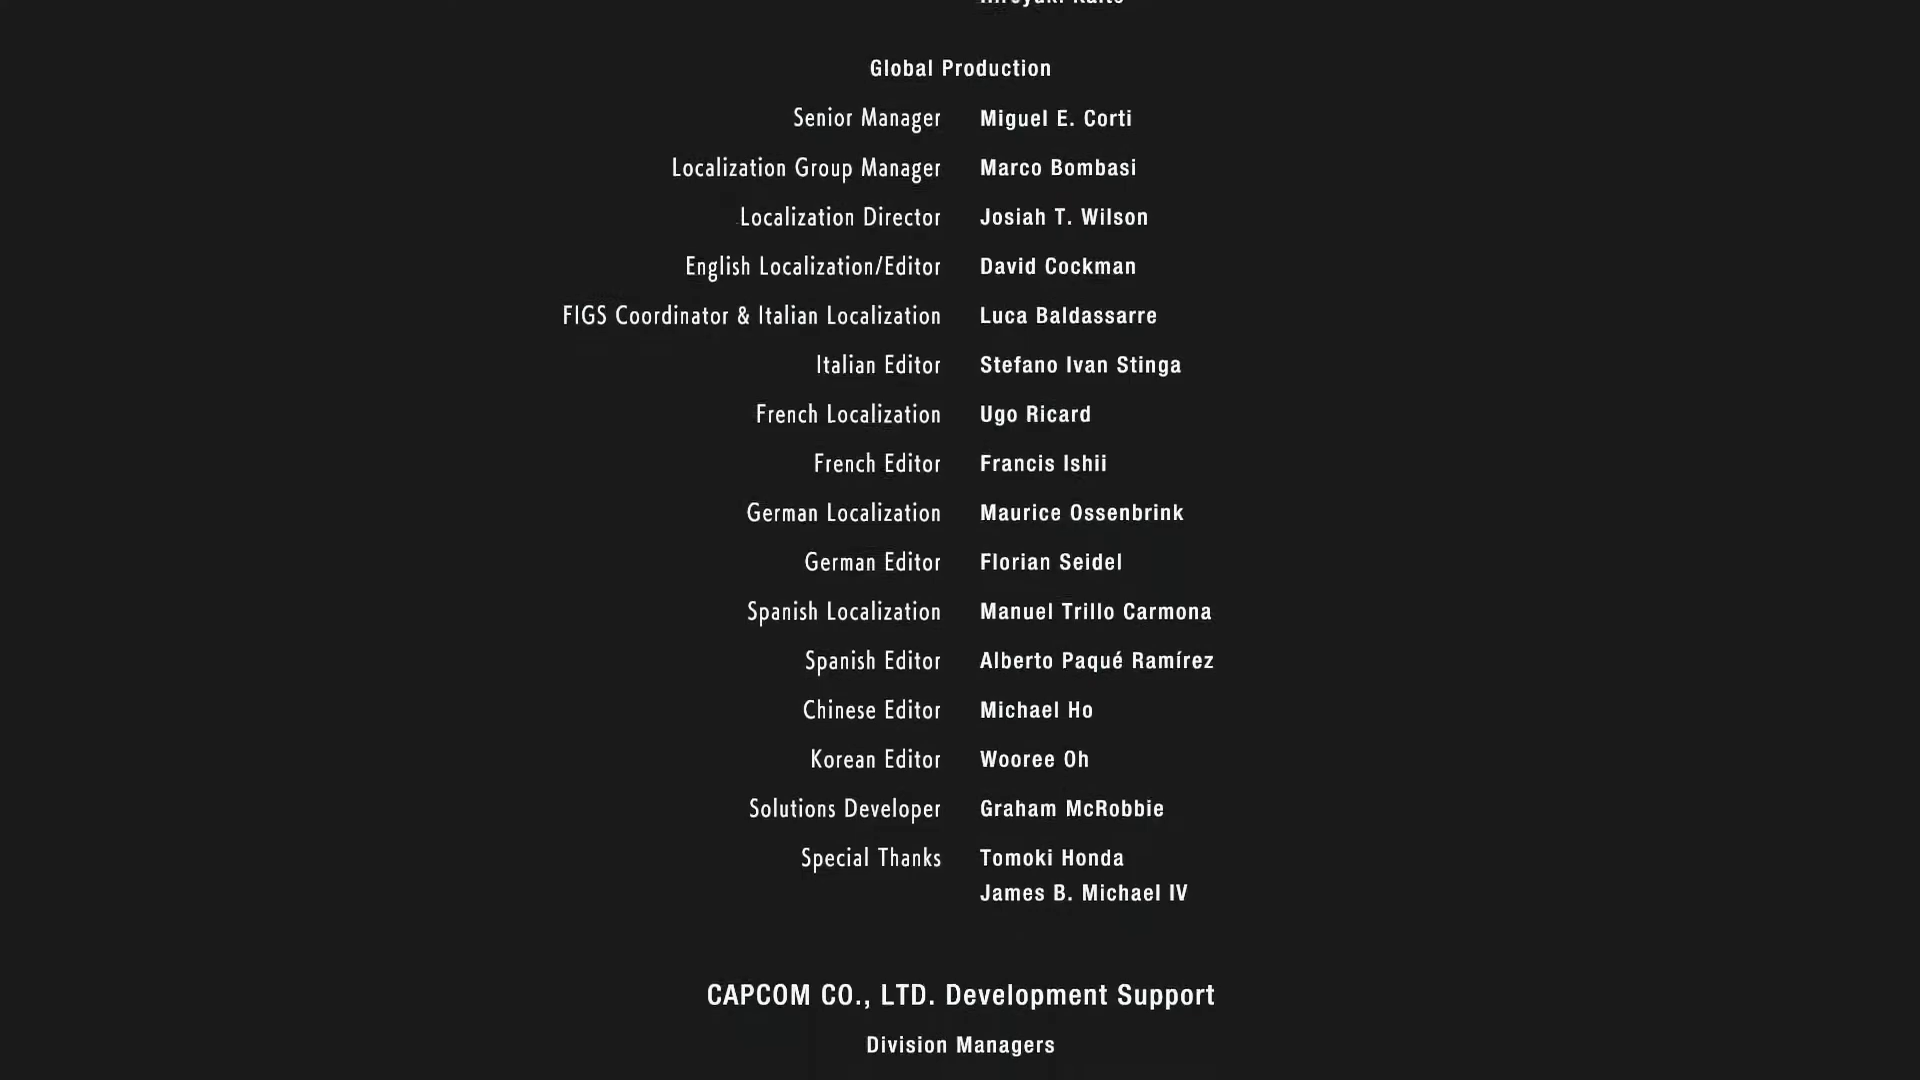 Global Production
Senior Manager Miguel E. Corti
Localization Group Manager Marco Bombasi
Localization Director Josiah T. Wilson
English Localization/Editor David Cockman
FIGS Coordinator & Italian Localization Luca Baldassarre
Italian Editor Stefano Ivan Stinga
French Localization Ugo Ricard
French Editor Francis Ishii
German Localization Maurice Ossenbrink
German Editor Florian Seidel
Spanish Localization Manuel Trillo Carmona
Spanish Editor Alberto Paqué Ramírez
Chinese Editor Michael Ho
Korean Editor Wooree Oh
Solutions Developer Graham McRobbie
Special Thanks Tomoki Honda
James B. Michael IV
CAPCOM CO., LTD. Development Support
Division Managers